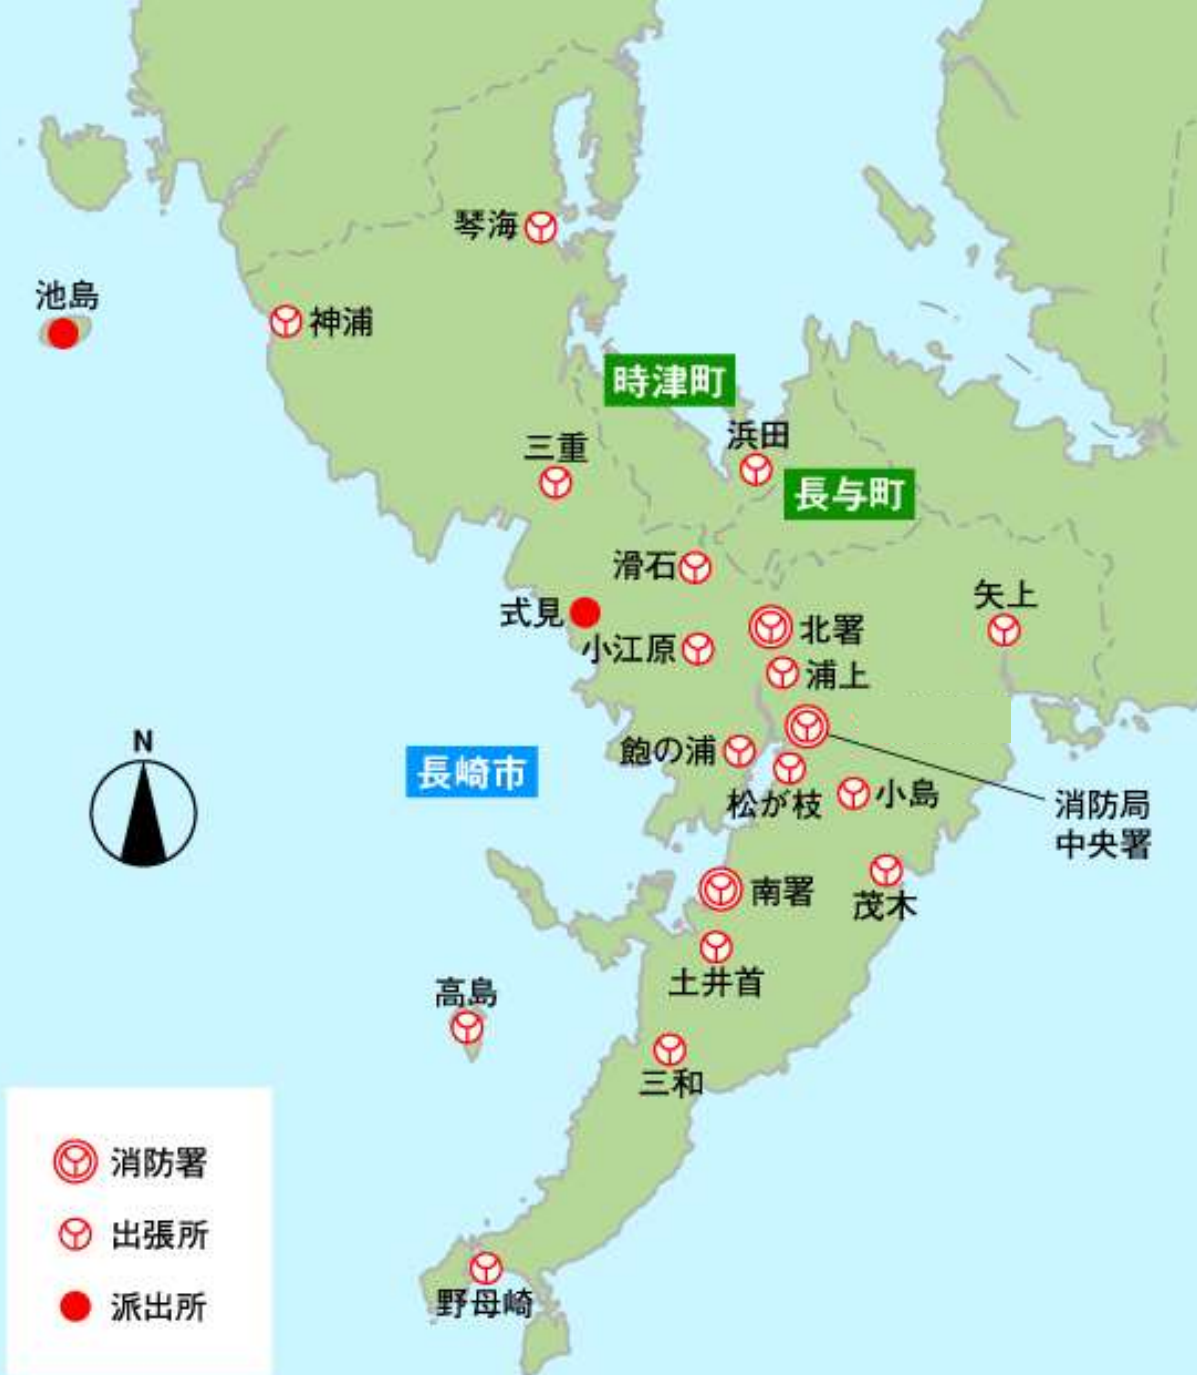 琴海
池島
神浦
時津町
浜田
三重
長与町
滑石
矢上
式見
北署
小江原
浦上
飽の浦
N
長崎市
松が枝
小島
消防局
中央署
南署
茂木
土井首
高島
三和
消防署
出張所
派出所
野母崎